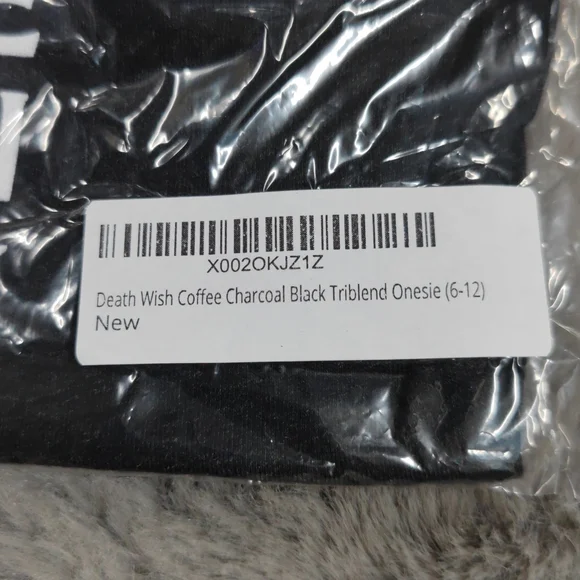 X002OKJZ1Z
Death Wish Coffee Charcoal Black Triblend Onesie (6-12)
New